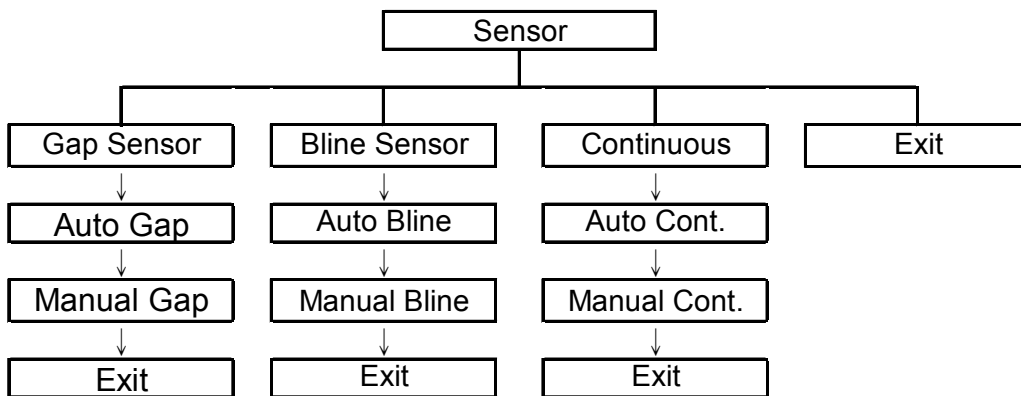 Sensor
Gap Sensor
Bline Sensor
Continuous
Exit
Auto Gap
Auto Bline
Auto Cont.
Manual Gap
Manual Bline
Manual Cont.
Exit
Exit
Exit